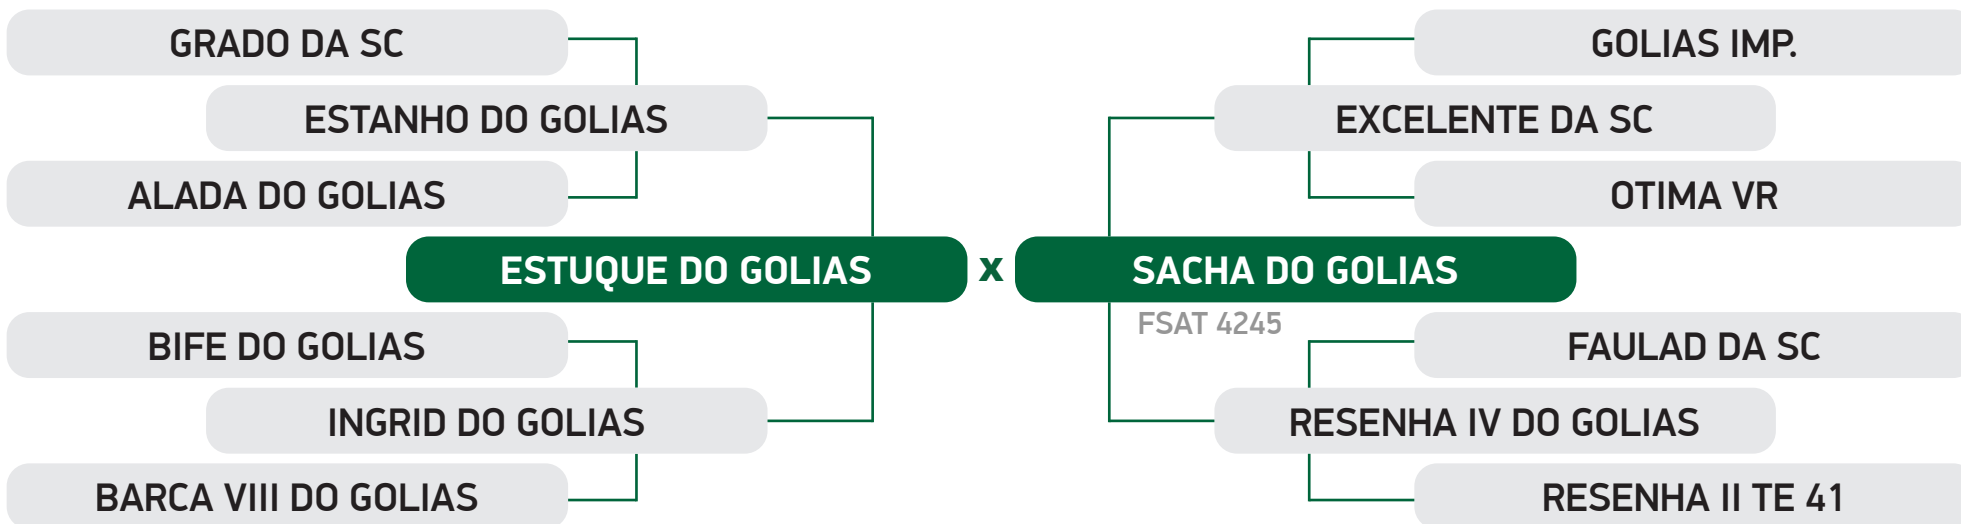 GRADO DA SC
GOLIAS IMP.
ESTANHO DO GOLIAS
EXCELENTE DA SC
ALADA DO GOLIAS
OTIMA VR
ESTUQUE DO GOLIAS x SACHA DO GOLIAS
FSAT 4245
BIFE DO GOLIAS
FAULAD DA SC
INGRID DO GOLIAS
RESENHA IV DO GOLIAS
BARCA VIII DO GOLIAS
RESENHA II TE 41